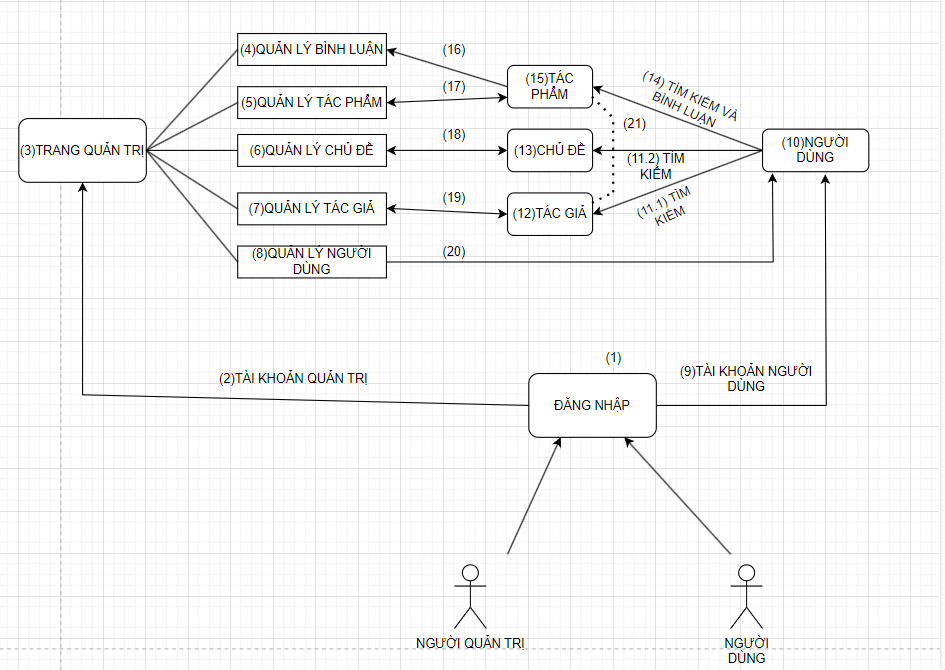 (4)QUẢN LÝ BÌNH LUẬN
(16)
(15)TÁC
PHẨM
(14) TÌM KIẾM VÀ
BÌNH LUẬN
(5)QUẢN LÝ TÁC PHẨM
(17)
(21)
(3)TRANG QUẢN TRỊ
(6)QUẢN LÝ CHỦ ĐỀ
(18)
(13)CHỦ ĐỀ
(11.2) TÌM
KIẾM
(10)NGƯỜI
DÙNG
(7)QUẢN LÝ TÁC GIẢ
(19)
(12)TÁC GIẢ
(11.1) TÌM
KIẾM
(8)QUẢN LÝ NGƯỜI
DÙNG
(20)
(1)
(2)TÀI KHOẢN QUẢN TRỊ
(9)TÀI KHOẢN NGƯỜI
DÙNG
ĐĂNG NHẬP
NGƯỜI QUẢN TRỊ
NGƯỜI
DÙNG